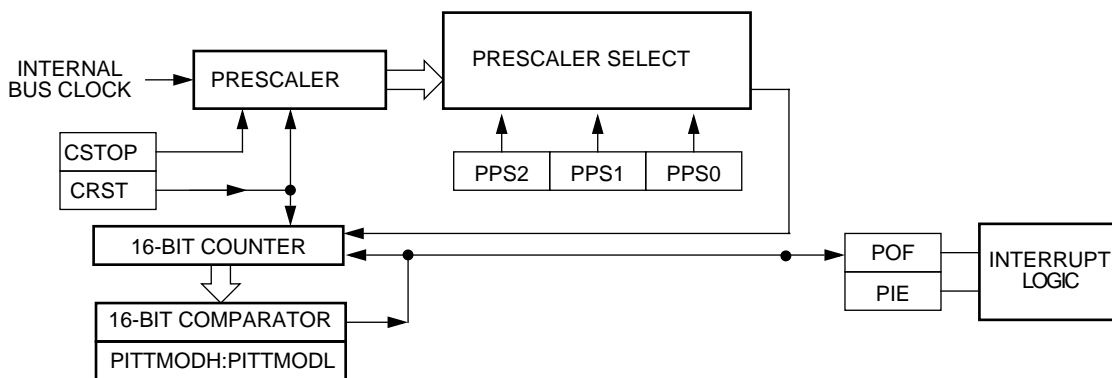 INTERNAL
BUS CLOCK
PRESCALER
PRESCALER SELECT
CSTOP
CRST
PPS2
PPS1
PPS0
16-BIT COUNTER
16-BIT COMPARATOR
PITTMODH:PITTMODL
POF
PIE
INTERRUPT
LOGIC